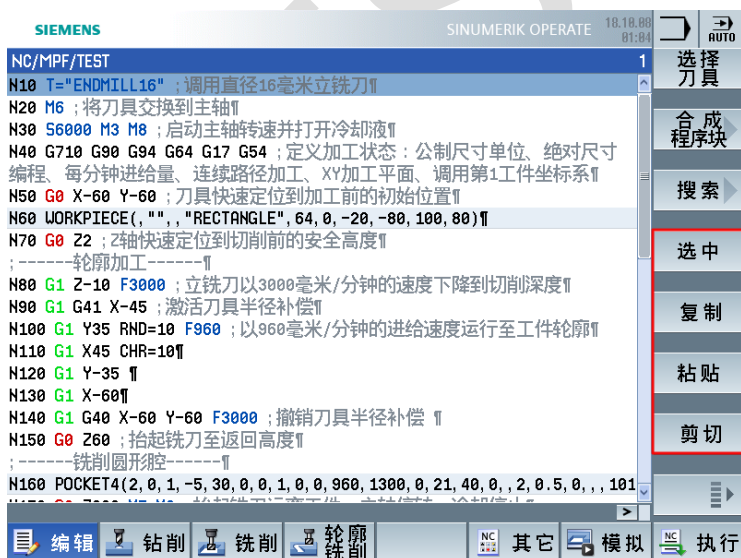 SIEMENS
SINUMERIK OPERATE
18.10.08
01:04
AUTO
NC/MPF/TEST 1
N10 T="ENDMILL16" ;调用直径16毫米立铣刀¶
N20 M6 ;将刀具交换到主轴¶
N30 S6000 M3 M8 ;启动主轴转速并打开冷却液¶
N40 G710 G90 G94 G64 G17 G54 ;定义加工状态：公制尺寸单位、绝对尺寸
编程、每分钟进给量、连续路径加工、XY加工平面、调用第1工件坐标系¶
N50 G0 X-60 Y-60 ;刀具快速定位到加工前的初始位置¶
N60 WORKPIECE(,"",,"RECTANGLE",64,0,-20,-80,100,80)¶
N70 G0 Z2 ;Z轴快速定位到切削前的安全高度¶
;------轮廓加工------¶
N80 G1 Z-10 F3000 ;立铣刀以3000毫米/分钟的速度下降到切削深度¶
N90 G1 G41 X-45 ;激活刀具半径补偿¶
N100 G1 Y35 RND=10 F960 ;以960毫米/分钟的进给速度运行至工件轮廓¶
N110 G1 X45 CHR=10¶
N120 G1 Y-35 ¶
N130 G1 X-60¶
N140 G1 G40 X-60 Y-60 F3000 ;撤销刀具半径补偿 ¶
N150 G0 Z60 ;抬起铣刀至返回高度¶
;------铣削圆形腔------¶
N160 POCKET4(2,0,1,-5,30,0,0,1,0,0,960,1300,0,21,40,0,,2,0.5,0,,,101
选择
刀具
合成
程序块
搜索
选中
复制
粘贴
剪切
编辑
钻削
铣削
轮廓
铣削
NC
其它
模拟
NC
执行